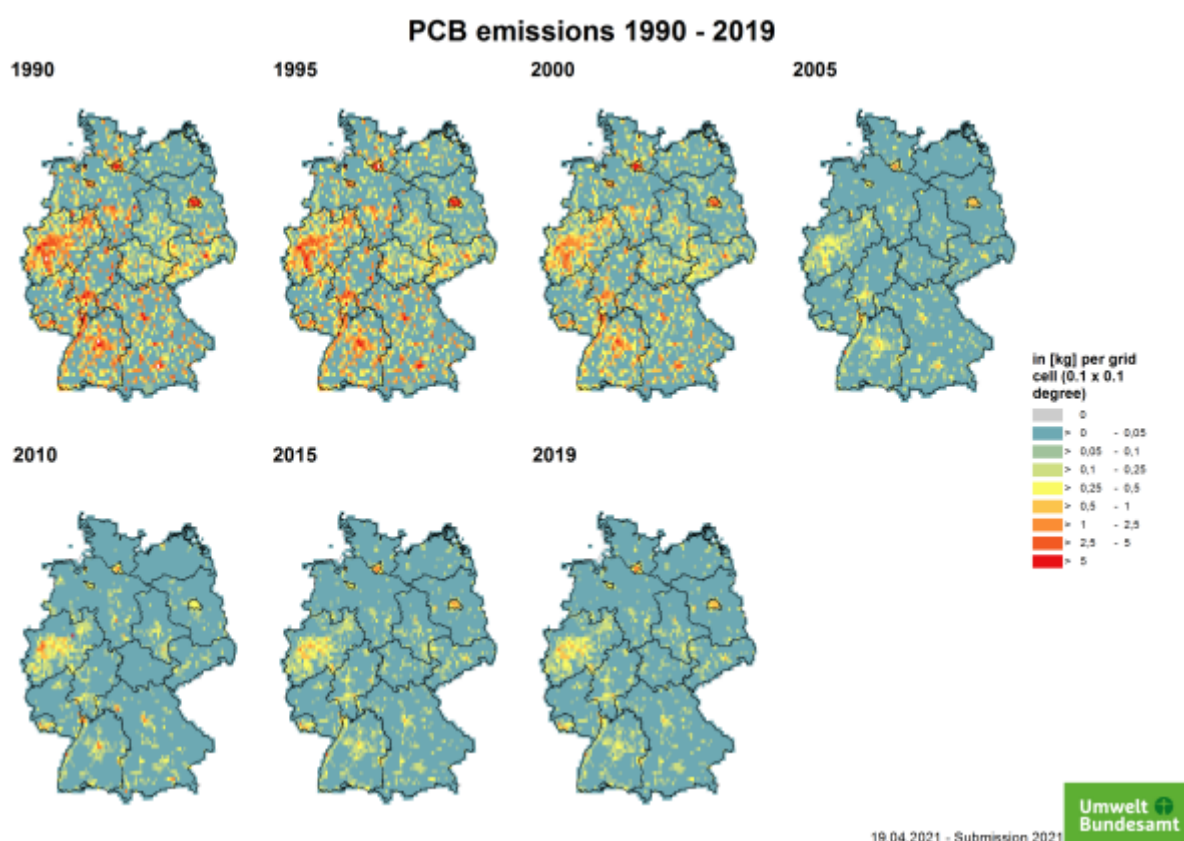 PCB emissions 1990 - 2019
1990
1995
2000
2005
in [kg] per grid
cell (0.1 x 0.1
degree)
0
> 0 - 0,05
> 0,05 - 0,1
> 0,1 - 0,25
> 0,25 - 0,5
> 0,5 - 1
> 1 - 2,5
> 2,5 - 5
> 5
2010
2015
2019
Umwelt
Bundesamt
19.04.2021 - Submission 2021